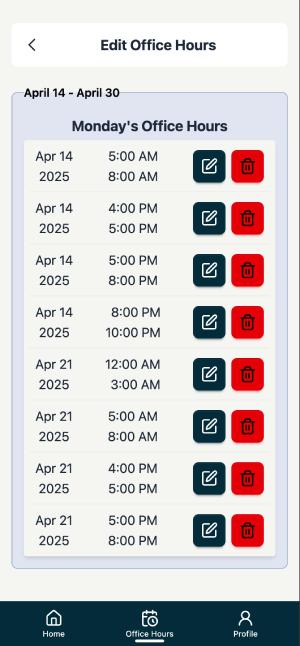 Edit Office Hours
April 14 - April 30
Monday's Office Hours
Apr 14 5:00 AM
2025 8:00 AM
Apr 14 4:00 PM
2025 5:00 PM
Apr 14 5:00 PM
2025 8:00 PM
Apr 14 8:00 PM
2025 10:00 PM
Apr 21 12:00 AM
2025 3:00 AM
Apr 21 5:00 AM
2025 8:00 AM
Apr 21 4:00 PM
2025 5:00 PM
Apr 21 5:00 PM
2025 8:00 PM
Home Office Hours Profile